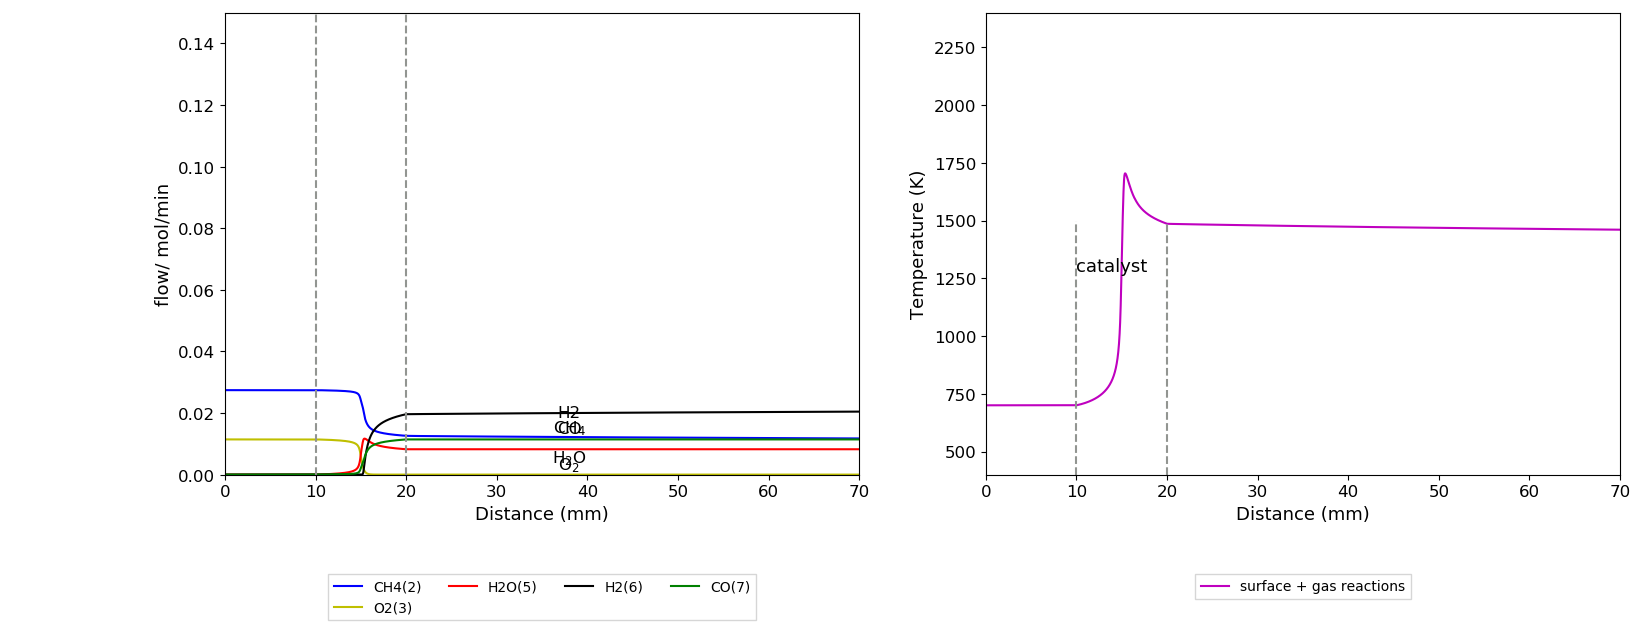 0.14
0.12
0.10
0.08
0.06
0.04
0.02
0.00
flow/ mol/min
H2
CH₄
CO
H₂O
O₂
0 10 20 30 40 50 60 70
Distance (mm)
CH4(2) H2O(5) H2(6) CO(7)
O2(3)
2250
2000
1750
1500
1250
1000
750
500
Temperature (K)
catalyst
0 10 20 30 40 50 60 70
Distance (mm)
surface + gas reactions